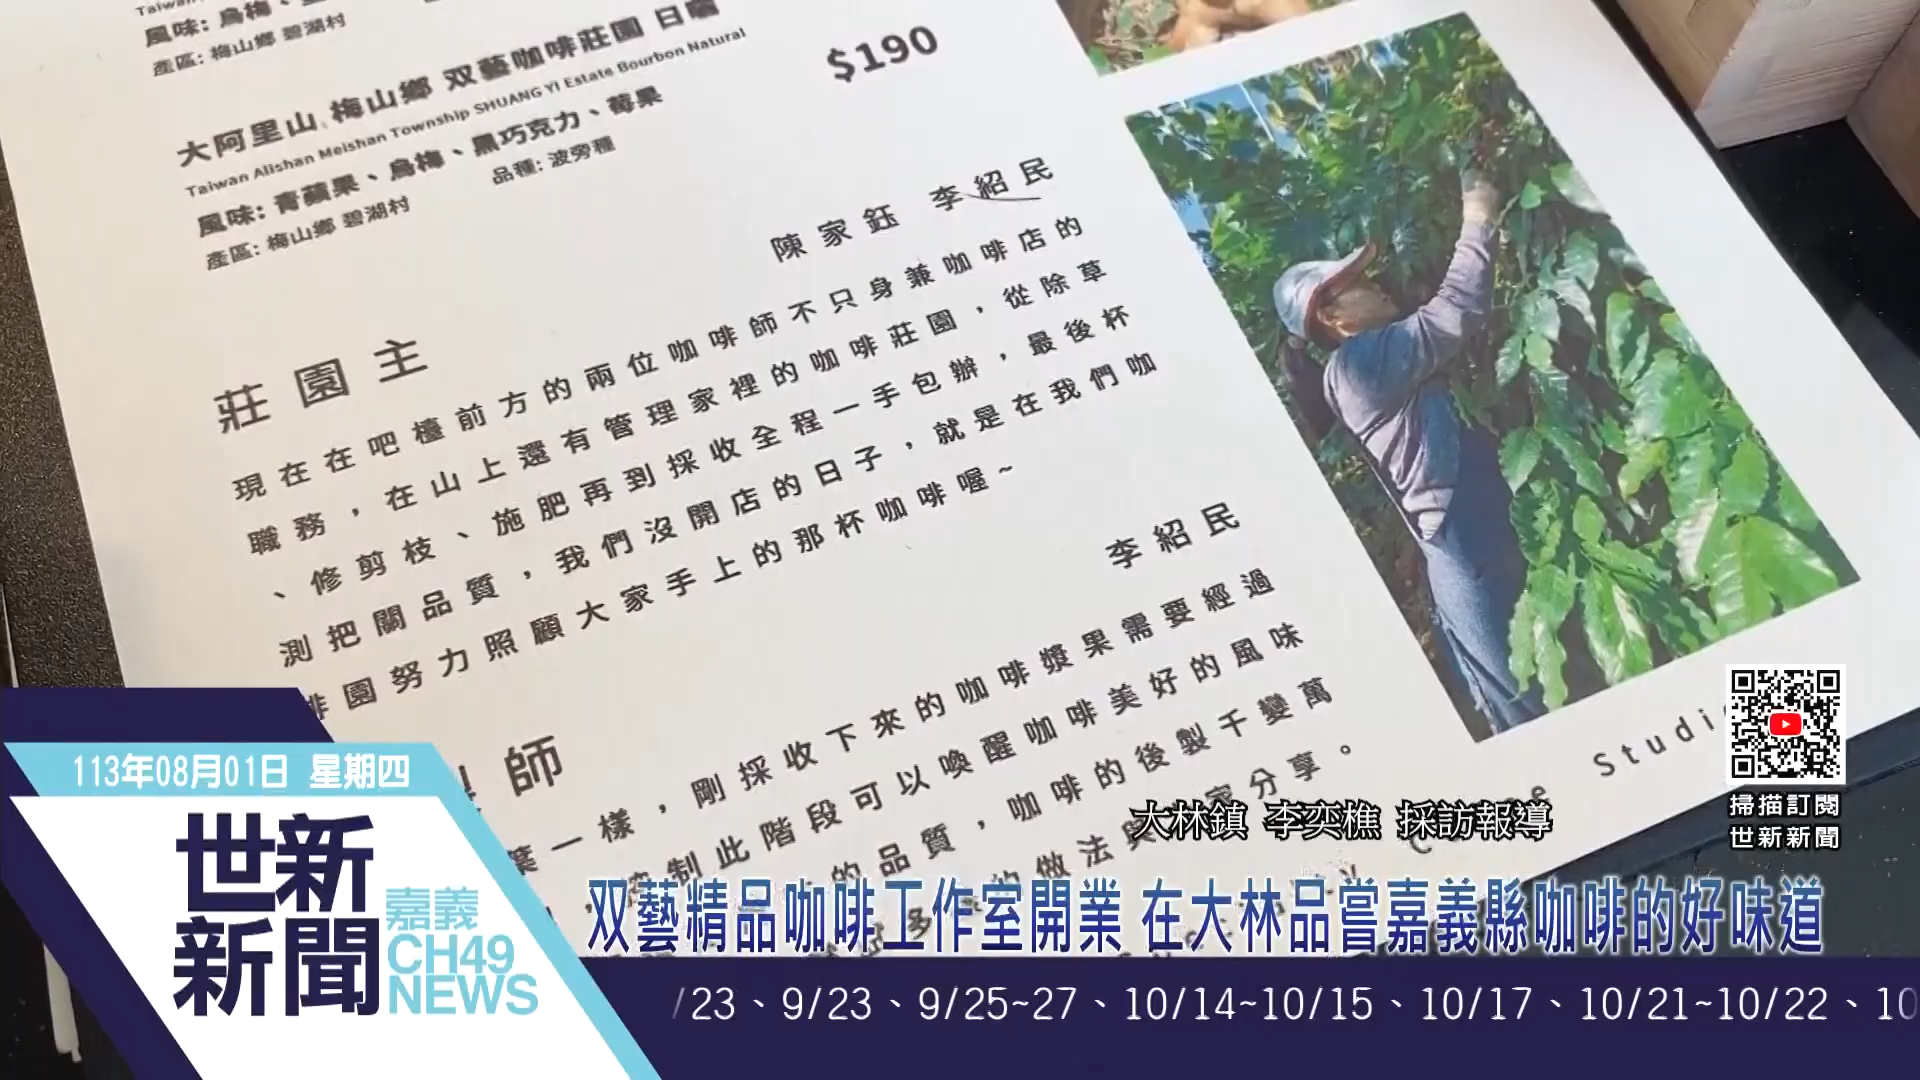 風味: 烏梅、
產區: 梅山鄉 碧湖村
大阿里山 梅山鄉 双藝咖啡莊園 日曬
$190
Taiwan Alishan Meishan Township SHUANG YI Estate Bourbon Natural
風味: 青蘋果、烏梅、黑巧克力、莓果
產區: 梅山鄉 碧湖村 品種: 波旁種
莊園主 陳家鈺 李紹民
現在在吧檯前方的兩位咖啡師不只身兼咖啡店的
職務，在山上還有管理家裡的咖啡莊園，從除草
、修剪枝、施肥再到採收全程一手包辦，最後杯
測把關品質，我們沒開店的日子，就是在我們咖
啡園努力照顧大家手上的那杯咖啡喔~
師 李紹民
葉一樣，剛採收下來的咖啡漿果需要經過
制此階段可以喚醒咖啡美好的風味
的品質，咖啡的後製千變萬
的做法與 家分享。
Studio
掃描訂閱
世新新聞
大林鎮 李奕樵 採訪報導
双藝精品咖啡工作室開業 在大林品嘗嘉義縣咖啡的好味道
113年08月01日 星期四
世新
新聞
嘉義
CH49
NEWS
/23、9/23、9/25~27、10/14~10/15、10/17、10/21~10/22、10